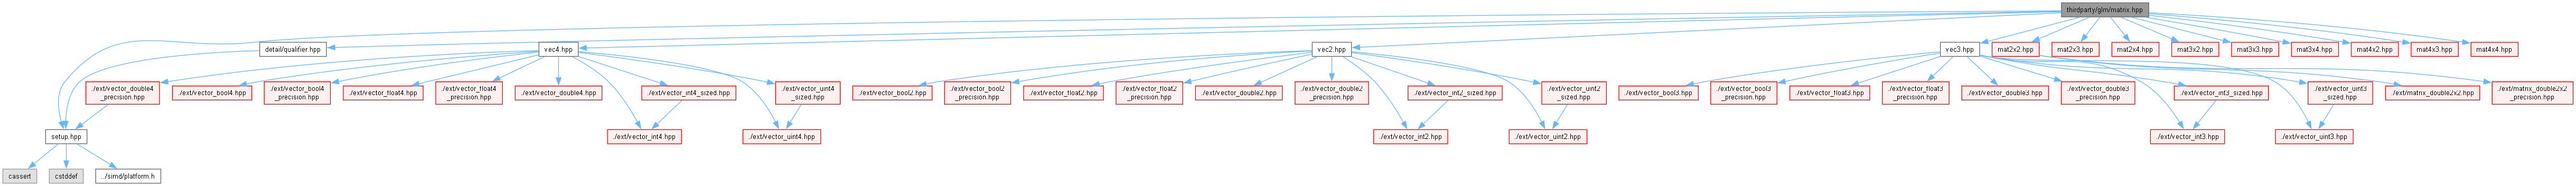 thirdparty/glm/matrix.hpp
detail/qualifier.hpp
vec4.hpp
vec2.hpp
vec3.hpp
mat2x2.hpp
mat2x3.hpp
mat2x4.hpp
mat3x2.hpp
mat3x3.hpp
mat3x4.hpp
mat4x2.hpp
mat4x3.hpp
mat4x4.hpp
./ext/vector_double4
_precision.hpp
./ext/vector_bool4.hpp
./ext/vector_bool4
_precision.hpp
./ext/vector_float4.hpp
./ext/vector_float4
_precision.hpp
./ext/vector_double4.hpp
./ext/vector_int4_sized.hpp
./ext/vector_uint4
_sized.hpp
./ext/vector_bool2.hpp
./ext/vector_bool2
_precision.hpp
./ext/vector_float2.hpp
./ext/vector_float2
_precision.hpp
./ext/vector_double2.hpp
./ext/vector_double2
_precision.hpp
./ext/vector_int2_sized.hpp
./ext/vector_uint2
_sized.hpp
./ext/vector_bool3.hpp
./ext/vector_bool3
_precision.hpp
./ext/vector_float3.hpp
./ext/vector_float3
_precision.hpp
./ext/vector_double3.hpp
./ext/vector_double3
_precision.hpp
./ext/vector_int3_sized.hpp
./ext/vector_uint3
_sized.hpp
./ext/matrix_double2x2.hpp
./ext/matrix_double2x2
_precision.hpp
setup.hpp
./ext/vector_int4.hpp
./ext/vector_uint4.hpp
./ext/vector_int2.hpp
./ext/vector_uint2.hpp
./ext/vector_int3.hpp
./ext/vector_uint3.hpp
cassert
cstddef
../simd/platform.h